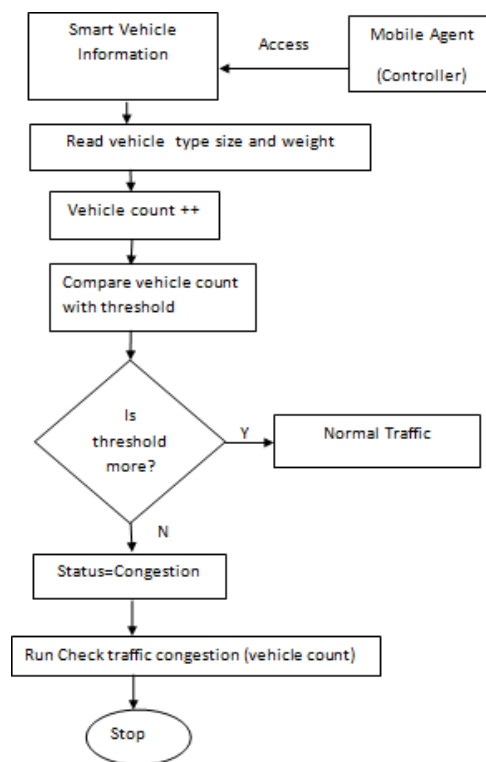 Smart Vehicle
Information
Access
Mobile Agent
(Controller)
Read vehicle type size and weight
Vehicle count ++
Compare vehicle count
with threshold
Is
threshold
more?
Y
Normal Traffic
N
Status=Congestion
Run Check traffic congestion (vehicle count)
Stop